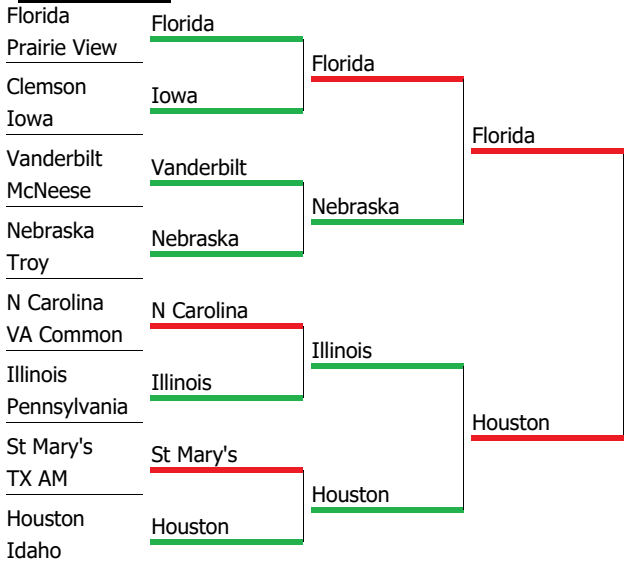 Florida
Prairie View
Clemson
Iowa
Vanderbilt
McNeese
Nebraska
Troy
N Carolina
VA Common
Illinois
Pennsylvania
St Mary's
TX AM
Houston
Idaho
Florida
Iowa
Vanderbilt
Nebraska
N Carolina
Illinois
St Mary's
Houston
Florida
Nebraska
Illinois
Houston
Florida
Houston